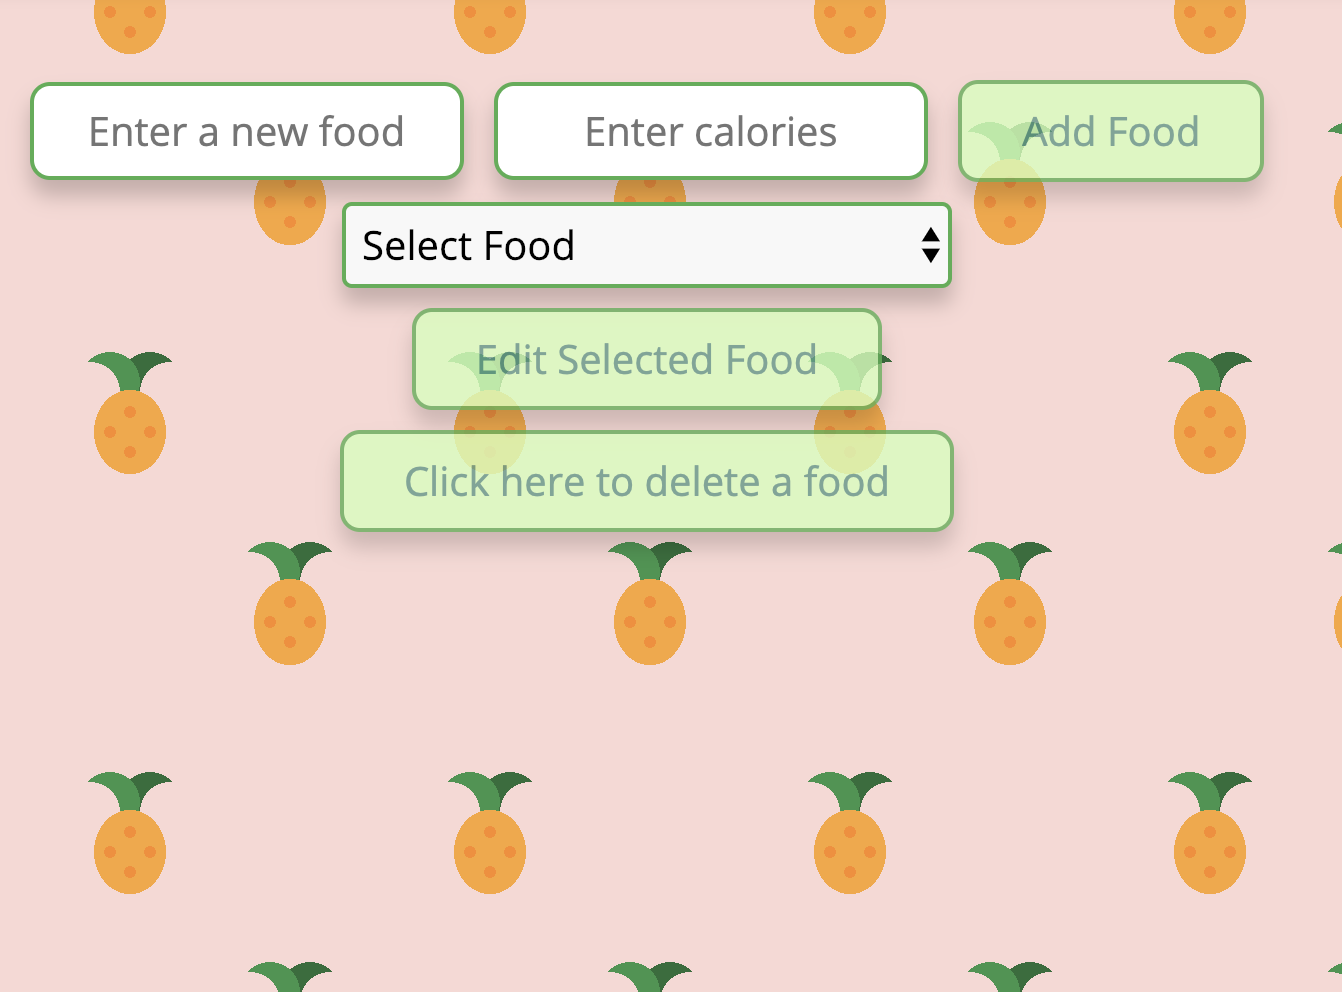 Enter a new food
Enter calories
Add Food
Select Food
Edit Selected Food
Click here to delete a food